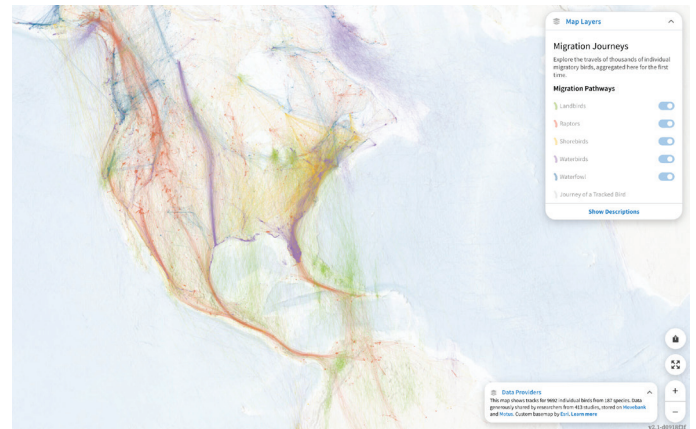 Map Layers
Migration Journeys
Explore the travels of thousands of individual
migratory birds, aggregated here for the first
time.
Migration Pathways
Landbirds
Raptors
Shorebirds
Waterbirds
Waterfowl
Journey of a Tracked Bird
Show Descriptions
Data Providers
This map shows tracks for 9692 individual birds from 187 species. Data
generously shared by researchers from 413 studies, stored on Movebank
and Motus. Custom basemap by Esri. Learn more
+
−